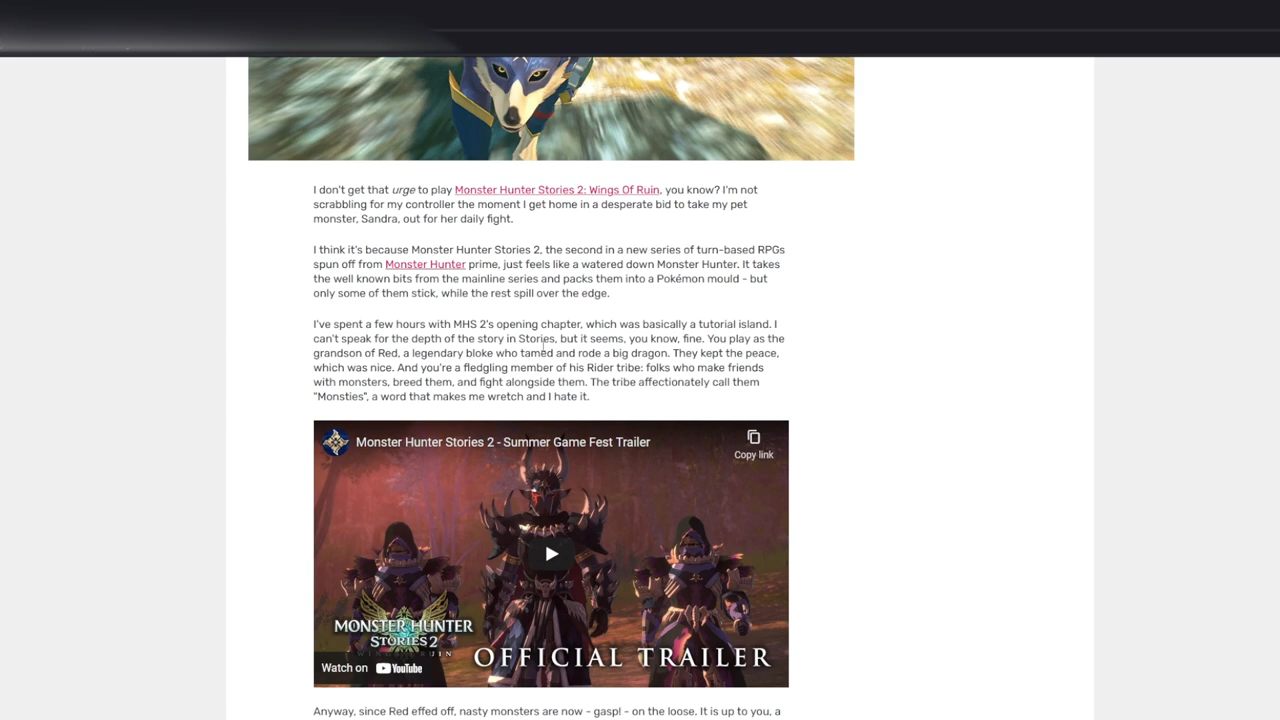 I don't get that urge to play Monster Hunter Stories 2: Wings Of Ruin, you know? I'm not
scrabbling for my controller the moment I get home in a desperate bid to take my pet
monster, Sandra, out for her daily fight.
I think it's because Monster Hunter Stories 2, the second in a new series of turn-based RPGs
spun off from Monster Hunter prime, just feels like a watered down Monster Hunter. It takes
the well known bits from the mainline series and packs them into a Pokémon mould - but
only some of them stick, while the rest spill over the edge.
I've spent a few hours with MHS 2's opening chapter, which was basically a tutorial island. I
can't speak for the depth of the story in Stories, but it seems, you know, fine. You play as the
grandson of Red, a legendary bloke who tamed and rode a big dragon. They kept the peace,
which was nice. And you're a fledgling member of his Rider tribe: folks who make friends
with monsters, breed them, and fight alongside them. The tribe affectionately call them
"Monsties", a word that makes me wretch and I hate it.
Monster Hunter Stories 2 - Summer Game Fest Trailer
Copy link
MONSTER HUNTER
STORIES 2
WINGS OF RUIN
OFFICIAL TRAILER
Watch on YouTube
Anyway, since Red effed off, nasty monsters are now - gasp! - on the loose. It is up to you, a